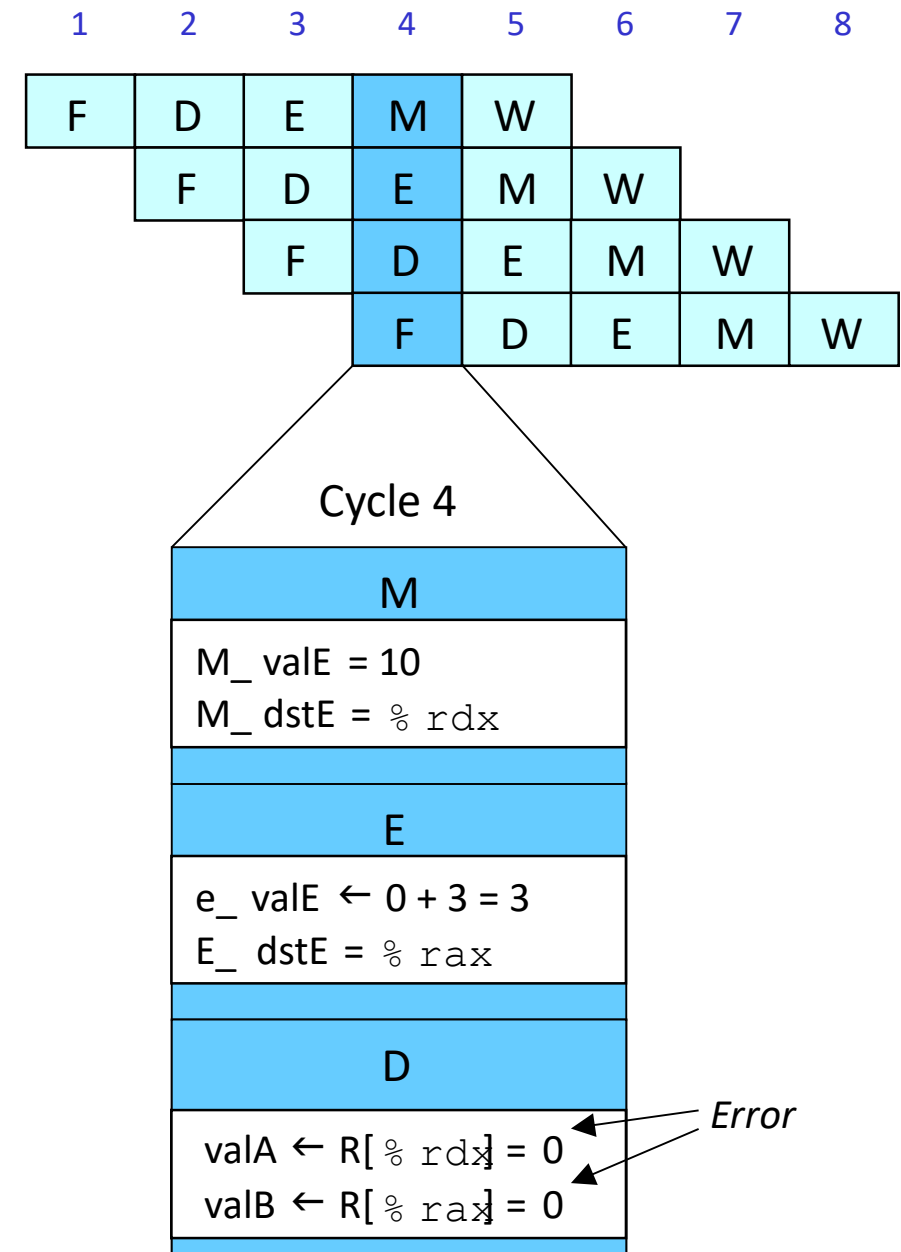 1 2 3 4 5 6 7 8
F D E M W
F D E M W
F D E M W
F D E M W
Cycle 4
M
M_ valE = 10
M_ dstE = % rdx
E
e_ valE ← 0 + 3 = 3
E_ dstE = % rax
D
Error
valA ← R[ % rdx] = 0
valB ← R[ % rax] = 0